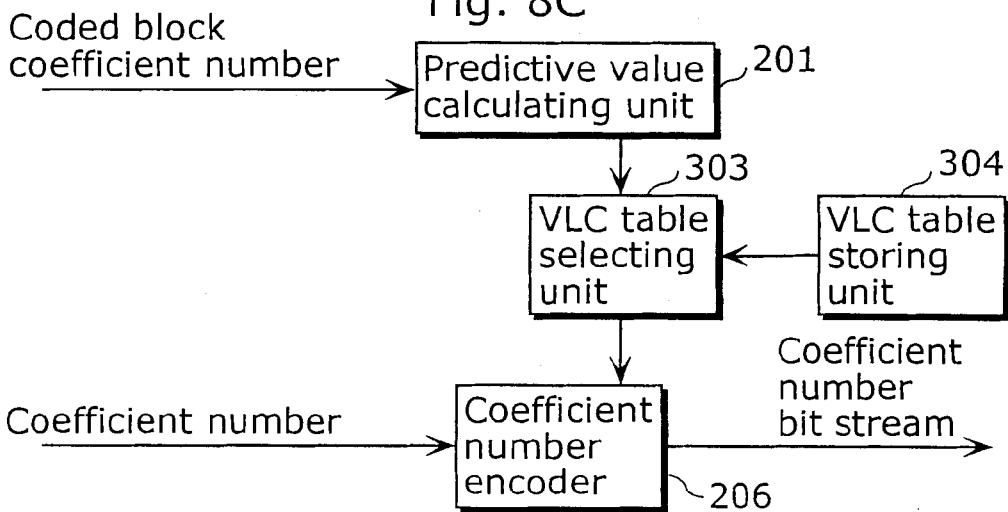 Fig. 8C
Coded block
coefficient number
Predictive value
calculating unit
201
303
304
VLC table
selecting
unit
VLC table
storing
unit
Coefficient
number
bit stream
Coefficient number
Coefficient
number
encoder
206